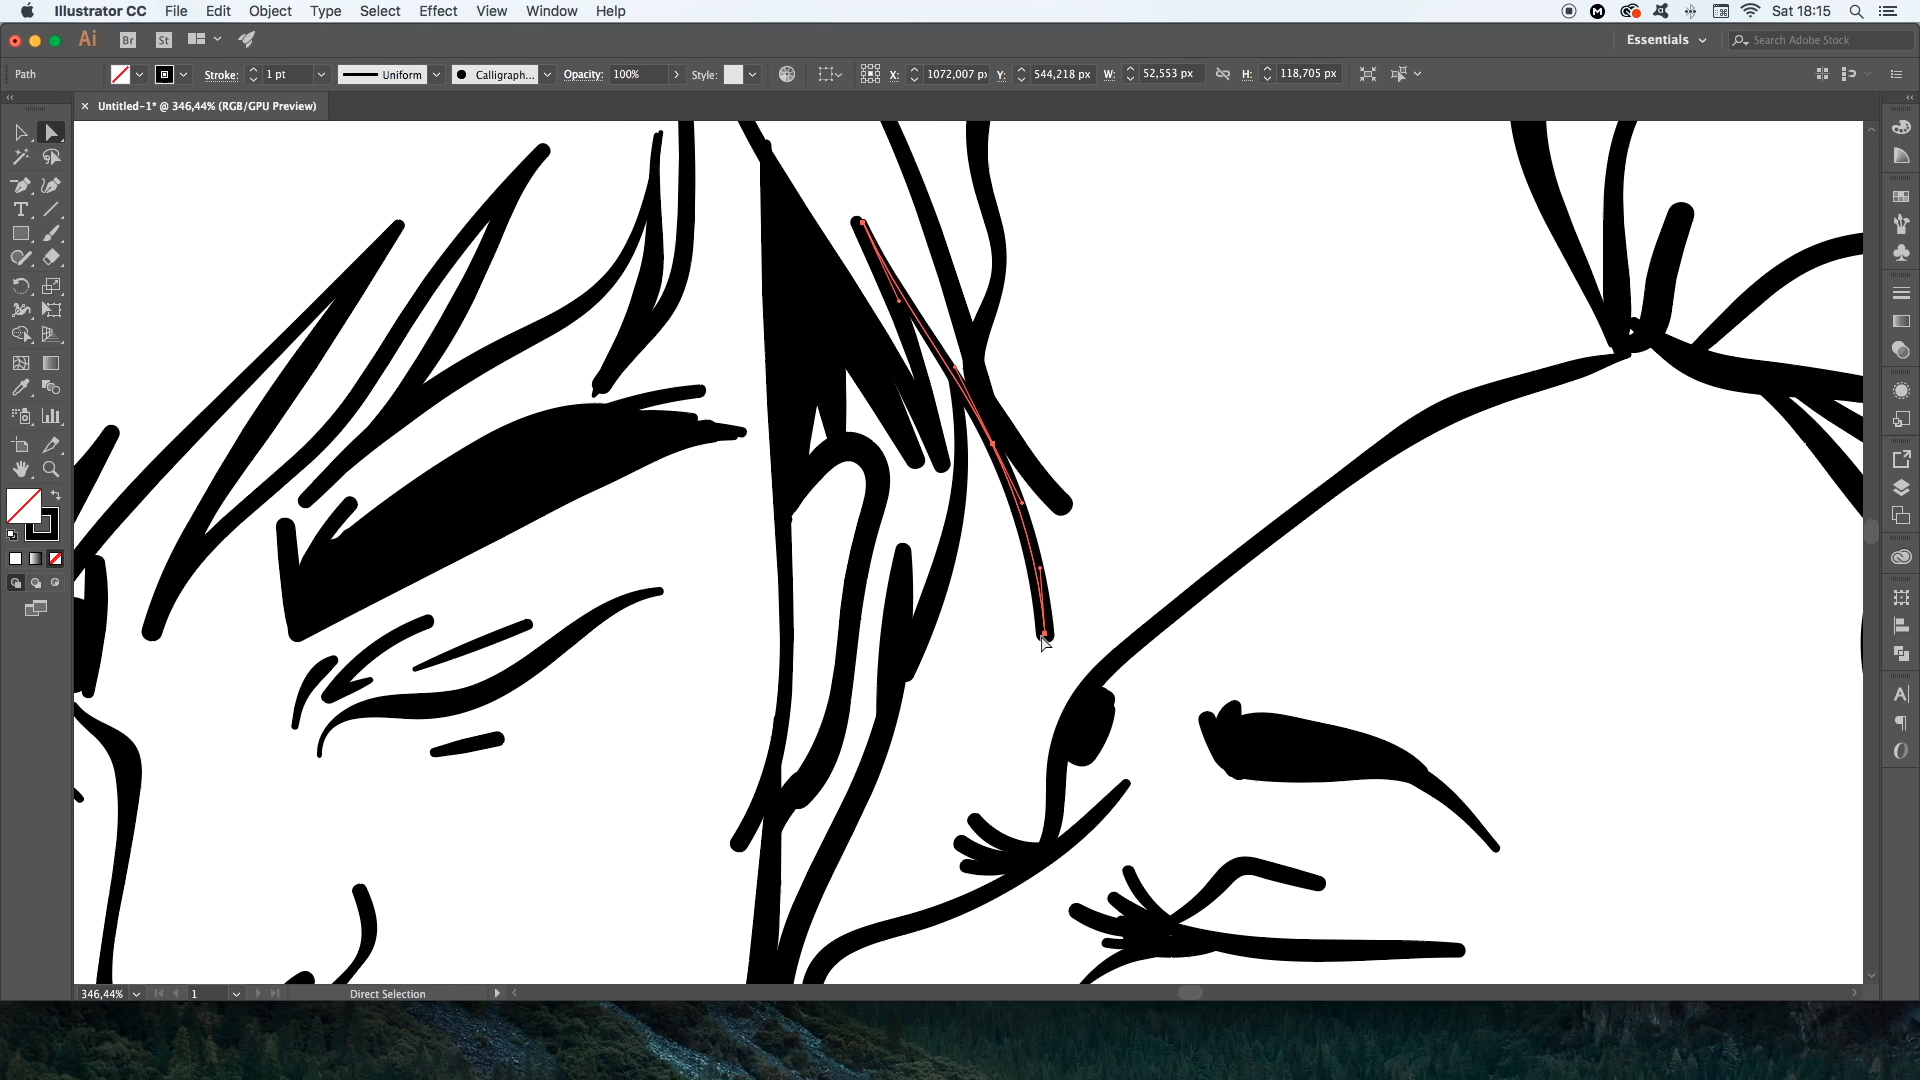 Illustrator CC File Edit Object Type Select Effect View Window Help Sat 18:15
Ai Br St Essentials Search Adobe Stock
Path Stroke: 1 pt Uniform Calligraph... Opacity: 100% Style: X: 1072,007 px Y: 544,218 px W: 52,553 px H: 118,705 px
× Untitled-1* @ 346,44% (RGB/GPU Preview)
346,44% 1 Direct Selection